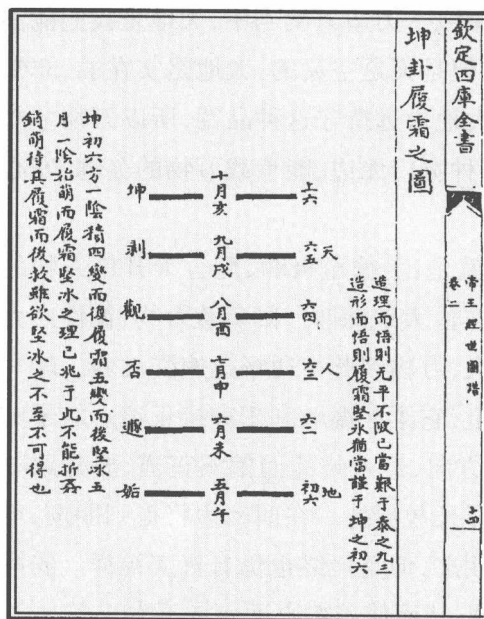 欽定四庫全書
帝王經世圖譜
卷二
十四
坤卦履霜之圖
造理而悟則无平不陂已當艱于泰之九三
造形而悟則履霜堅氷猶當謹于坤之初六
天
人
地
上六
六五
六四
六三
六二
初六
十月亥
九月戌
八月酉
七月申
六月未
五月午
坤
剥
觀
否
遯
姤
坤初六方一陰積四變而復履霜五變而後堅冰五
月一陰始萌而履霜堅冰之理已兆于此不能折
銷萌待其履霜而後救雖欲堅冰之不至不可得也